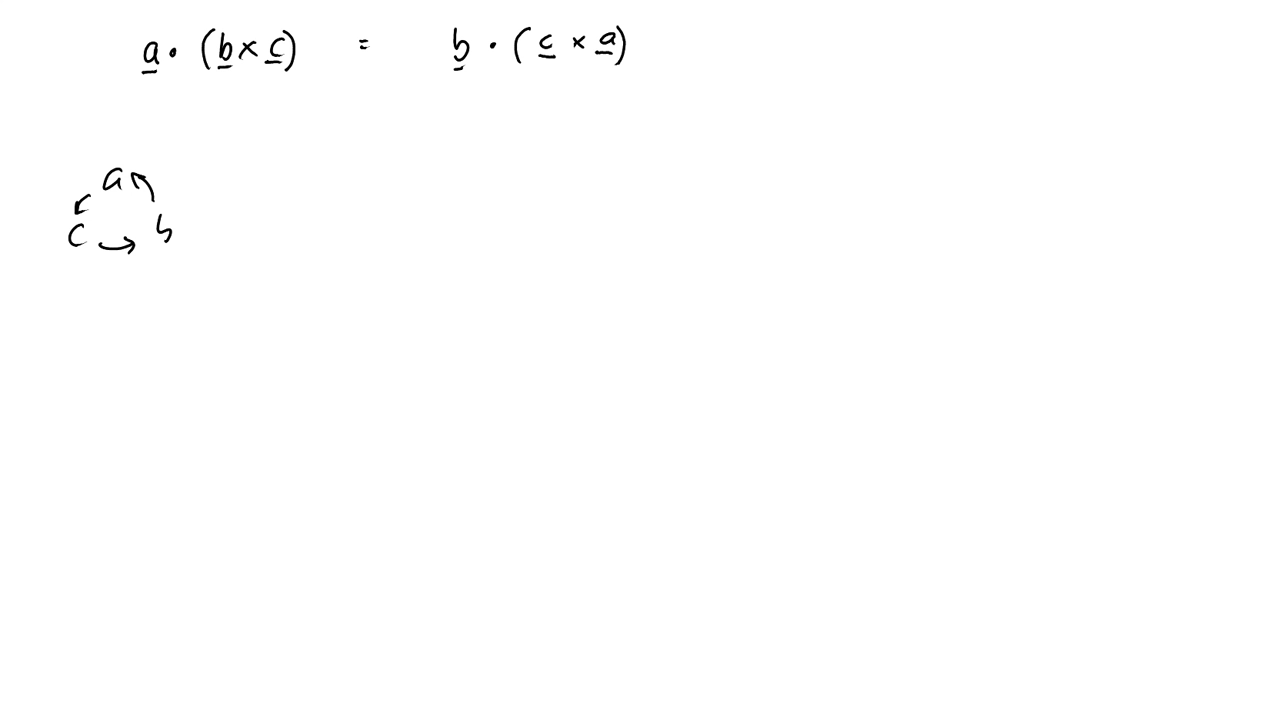 a · (b × c) = b · (c × a)
a
c b